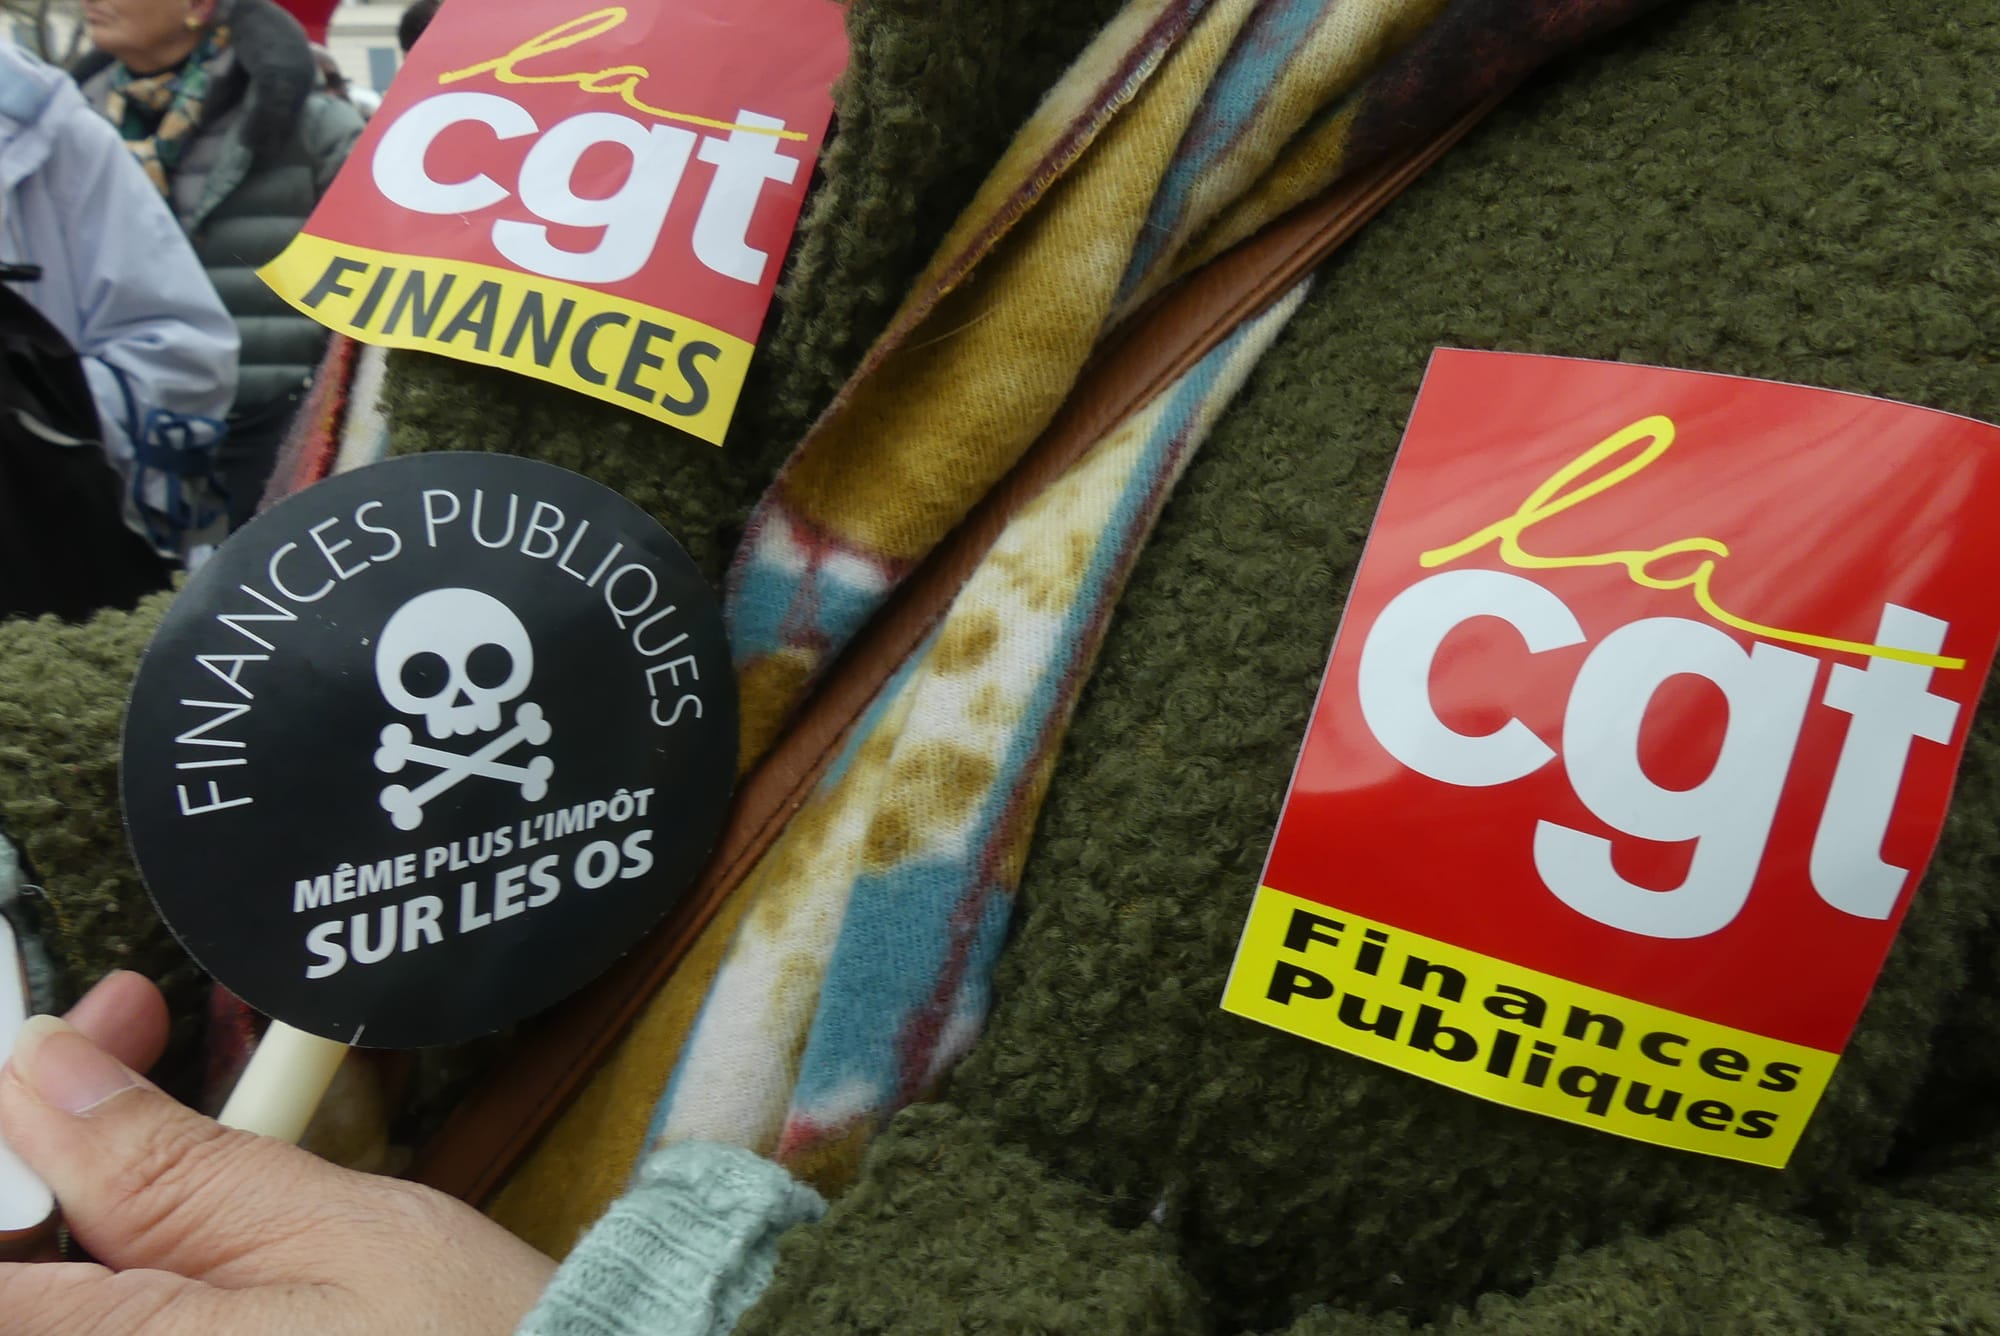 la
cgt
FINANCES
FINANCES PUBLIQUES
MÊME PLUS L'IMPÔT
SUR LES OS
la
cgt
Finances
Publiques